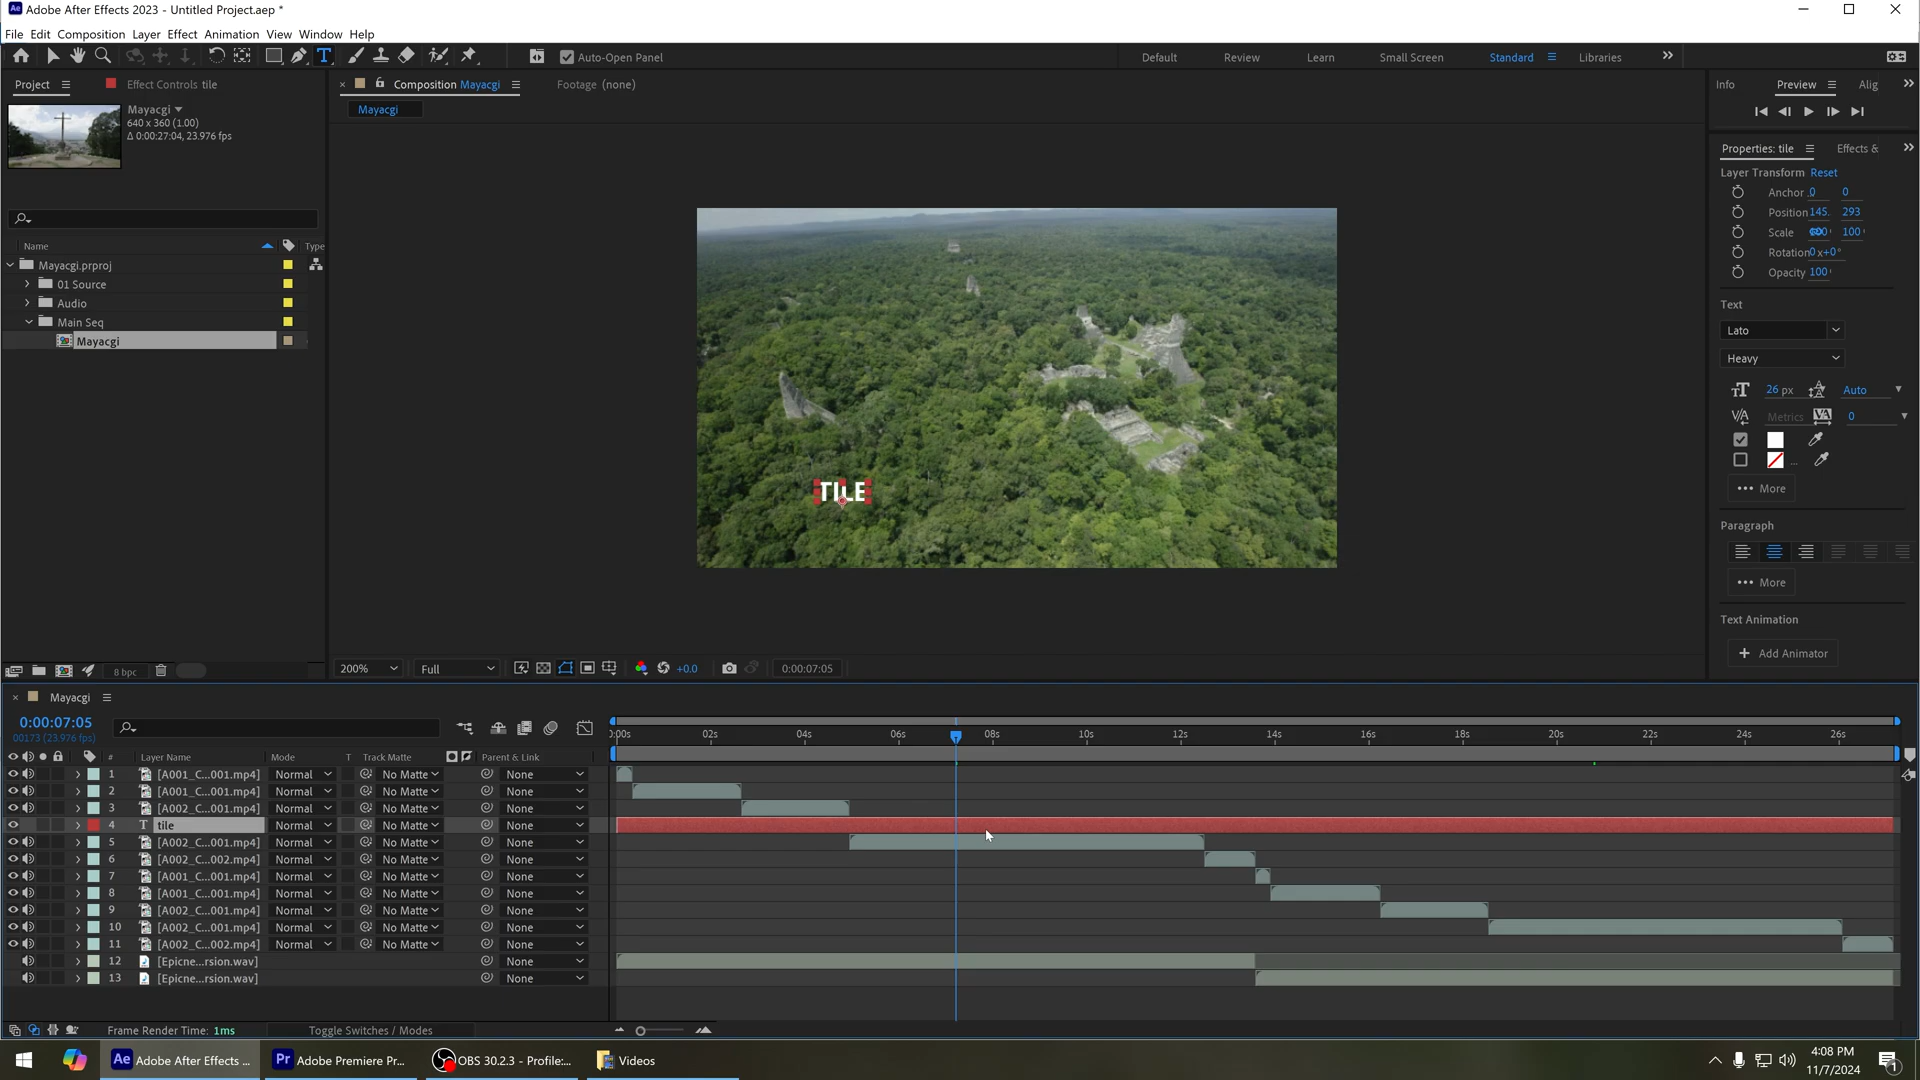 Ae Adobe After Effects 2023 - Untitled Project.aep *
File Edit Composition Layer Effect Animation View Window Help
T Auto-Open Panel Default Review Learn Small Screen Standard Libraries
Project Effect Controls tile
Composition Mayacgi Footage (none)
Info Preview Alig
Mayacgi
640 x 360 (1.00)
Δ 0:00:27:04, 23.976 fps
Mayacgi
Properties: tile Effects &
Layer Transform Reset
Anchor 0 0
Position 145. 293
Scale 100 100
Rotation 0 x+0°
Opacity 100
Name Type
Mayacgi.prproj
01 Source
Audio
Main Seq
Mayacgi
Text
Lato
Heavy
26 px Auto
Metrics 0
More
TILE
Paragraph
More
Text Animation
+ Add Animator
8 bpc
200% Full +0.0 0:00:07:05
Mayacgi
0:00:07:05
00173 (23.976 fps)
0:00s 02s 04s 06s 08s 10s 12s 14s 16s 18s 20s 22s 24s 26s
# Layer Name Mode T Track Matte Parent & Link
1 [A001_C...001.mp4] Normal No Matte None
2 [A001_C...001.mp4] Normal No Matte None
3 [A002_C...001.mp4] Normal No Matte None
4 T tile Normal No Matte None
5 [A002_C...001.mp4] Normal No Matte None
6 [A002_C...002.mp4] Normal No Matte None
7 [A001_C...001.mp4] Normal No Matte None
8 [A001_C...001.mp4] Normal No Matte None
9 [A002_C...001.mp4] Normal No Matte None
10 [A002_C...001.mp4] Normal No Matte None
11 [A002_C...002.mp4] Normal No Matte None
12 [Epicne...rsion.wav] None
13 [Epicne...rsion.wav] None
Frame Render Time: 1ms Toggle Switches / Modes
Ae Adobe After Effects ... Pr Adobe Premiere Pr... OBS 30.2.3 - Profile:... Videos
4:08 PM
11/7/2024
1